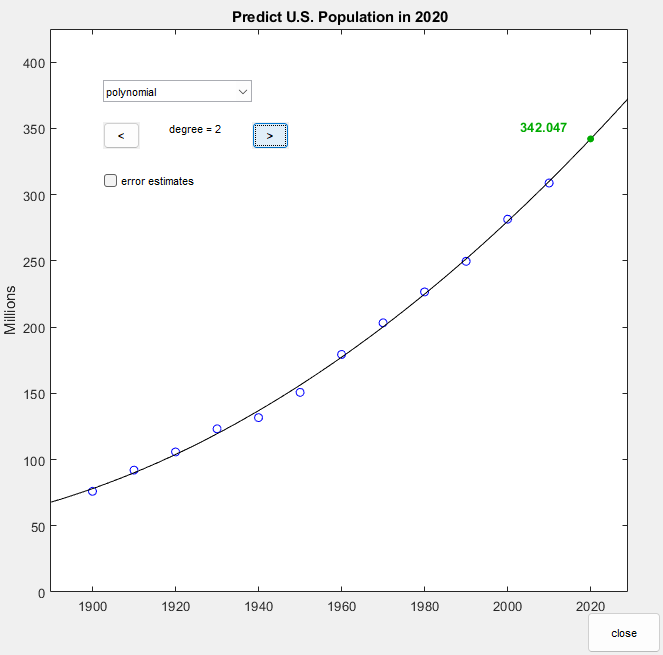 Predict U.S. Population in 2020
400
polynomial
< degree = 2 >
342.047
350
error estimates
300
250
Millions
200
150
100
50
0
1900 1920 1940 1960 1980 2000 2020
close